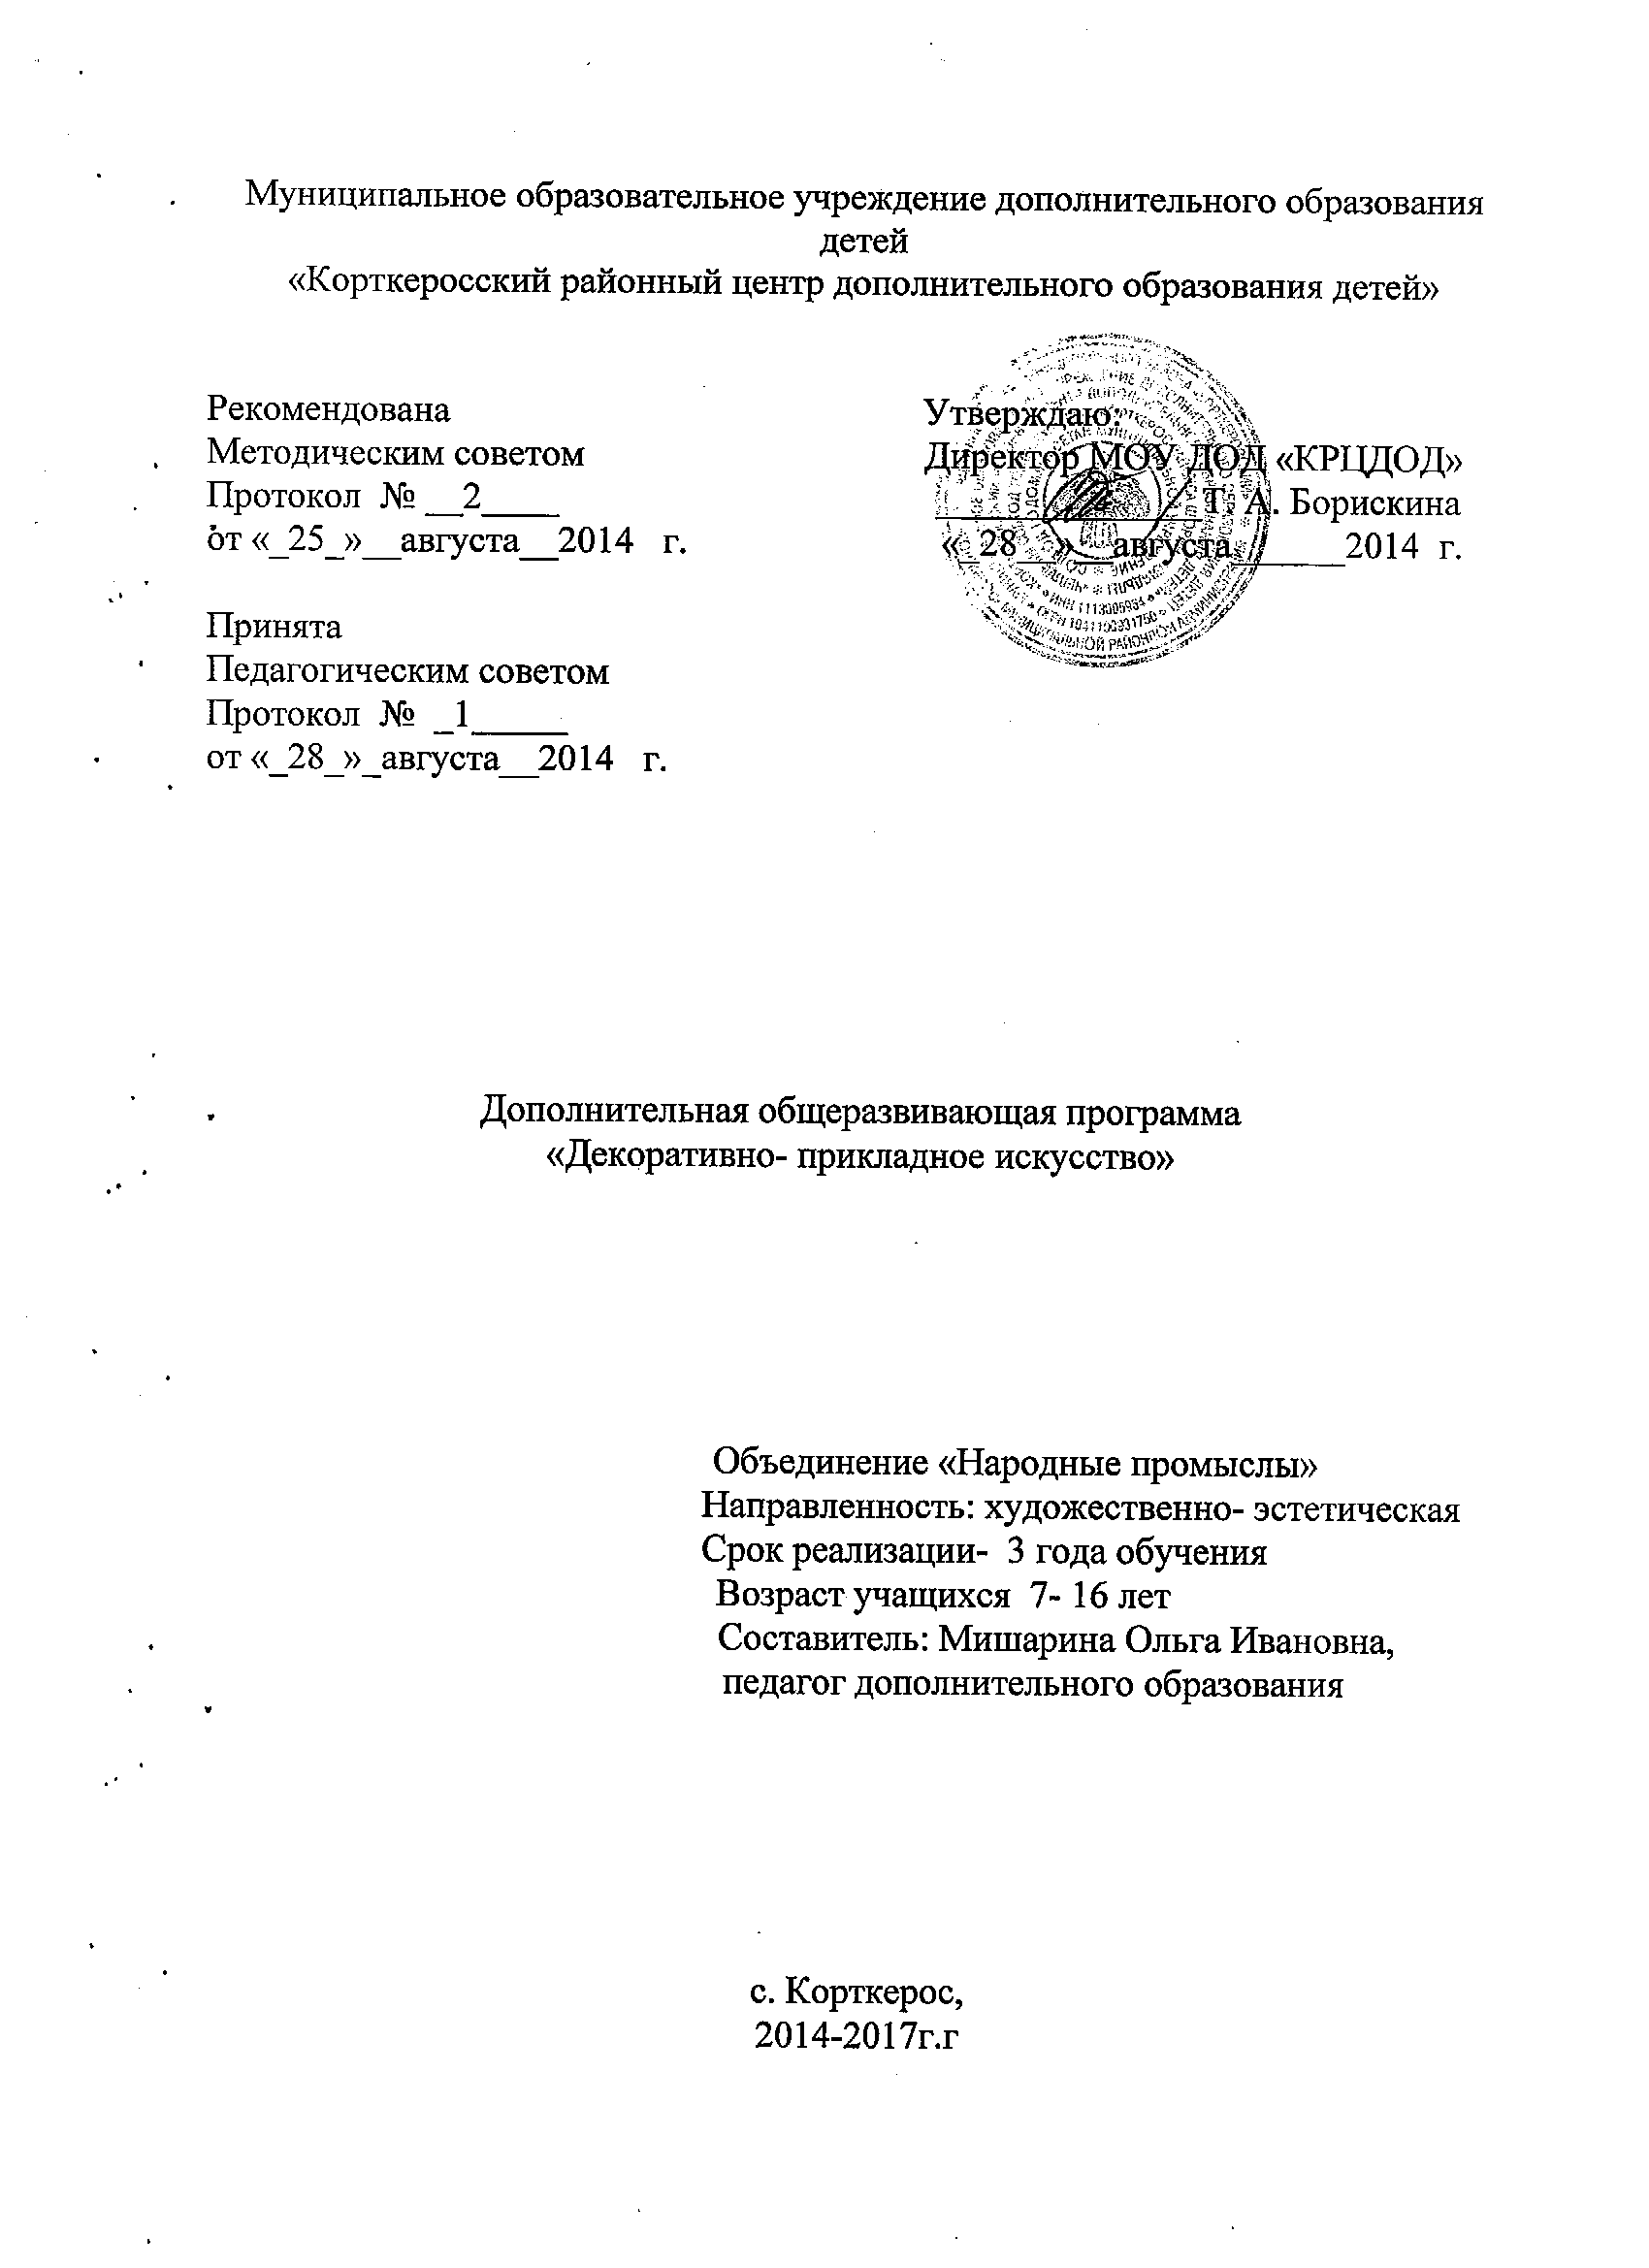 Муниципальное образовательное учреждение дополнительного образования
детей
«Корткеросский районный центр дополнительного образования детей»
Рекомендована
Методическим советом
Протокол № __2____
от «_25_»__августа__2014 г.
Утверждаю:
Директор МОУ ДОД «КРЦДОД»
Т. А. Борискина
«_28__»__августа______2014 г.
Принята
Педагогическим советом
Протокол № _1_____
от «_28_»_августа__2014 г.
Дополнительная общеразвивающая программа
«Декоративно- прикладное искусство»
Объединение «Народные промыслы»
Направленность: художественно- эстетическая
Срок реализации- 3 года обучения
Возраст учащихся 7- 16 лет
Составитель: Мишарина Ольга Ивановна,
педагог дополнительного образования
с. Корткерос,
2014-2017г.г